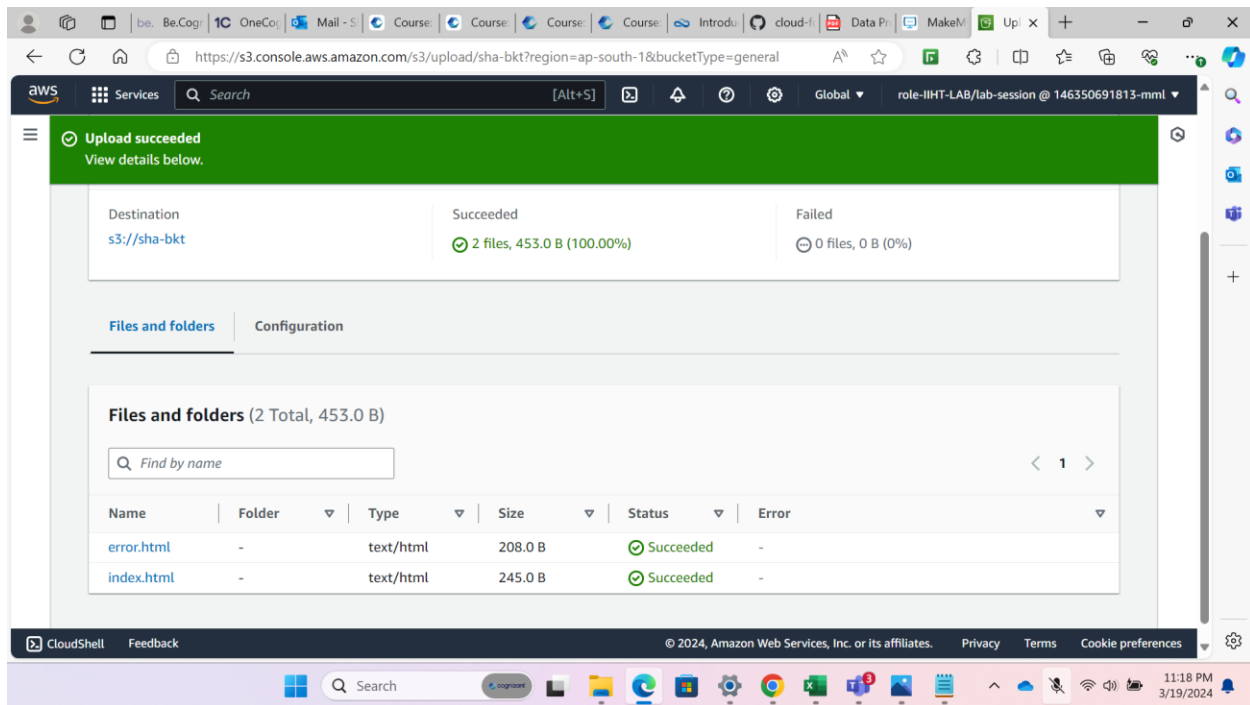 be. Be.Cogr 1C OneCog Mail - S Course: Course: Course: Course: Introdu cloud-f Data Pr MakeM Upl
https://s3.console.aws.amazon.com/s3/upload/sha-bkt?region=ap-south-1&bucketType=general
aws Services Search [Alt+S] Global role-IIHT-LAB/lab-session @ 146350691813-mml
Upload succeeded
View details below.
Destination Succeeded Failed
s3://sha-bkt 2 files, 453.0 B (100.00%) 0 files, 0 B (0%)
Files and folders Configuration
Files and folders (2 Total, 453.0 B)
Find by name 1
Name Folder Type Size Status Error
error.html - text/html 208.0 B Succeeded -
index.html - text/html 245.0 B Succeeded -
CloudShell Feedback © 2024, Amazon Web Services, Inc. or its affiliates. Privacy Terms Cookie preferences
Search cognizant 3 11:18 PM
3/19/2024